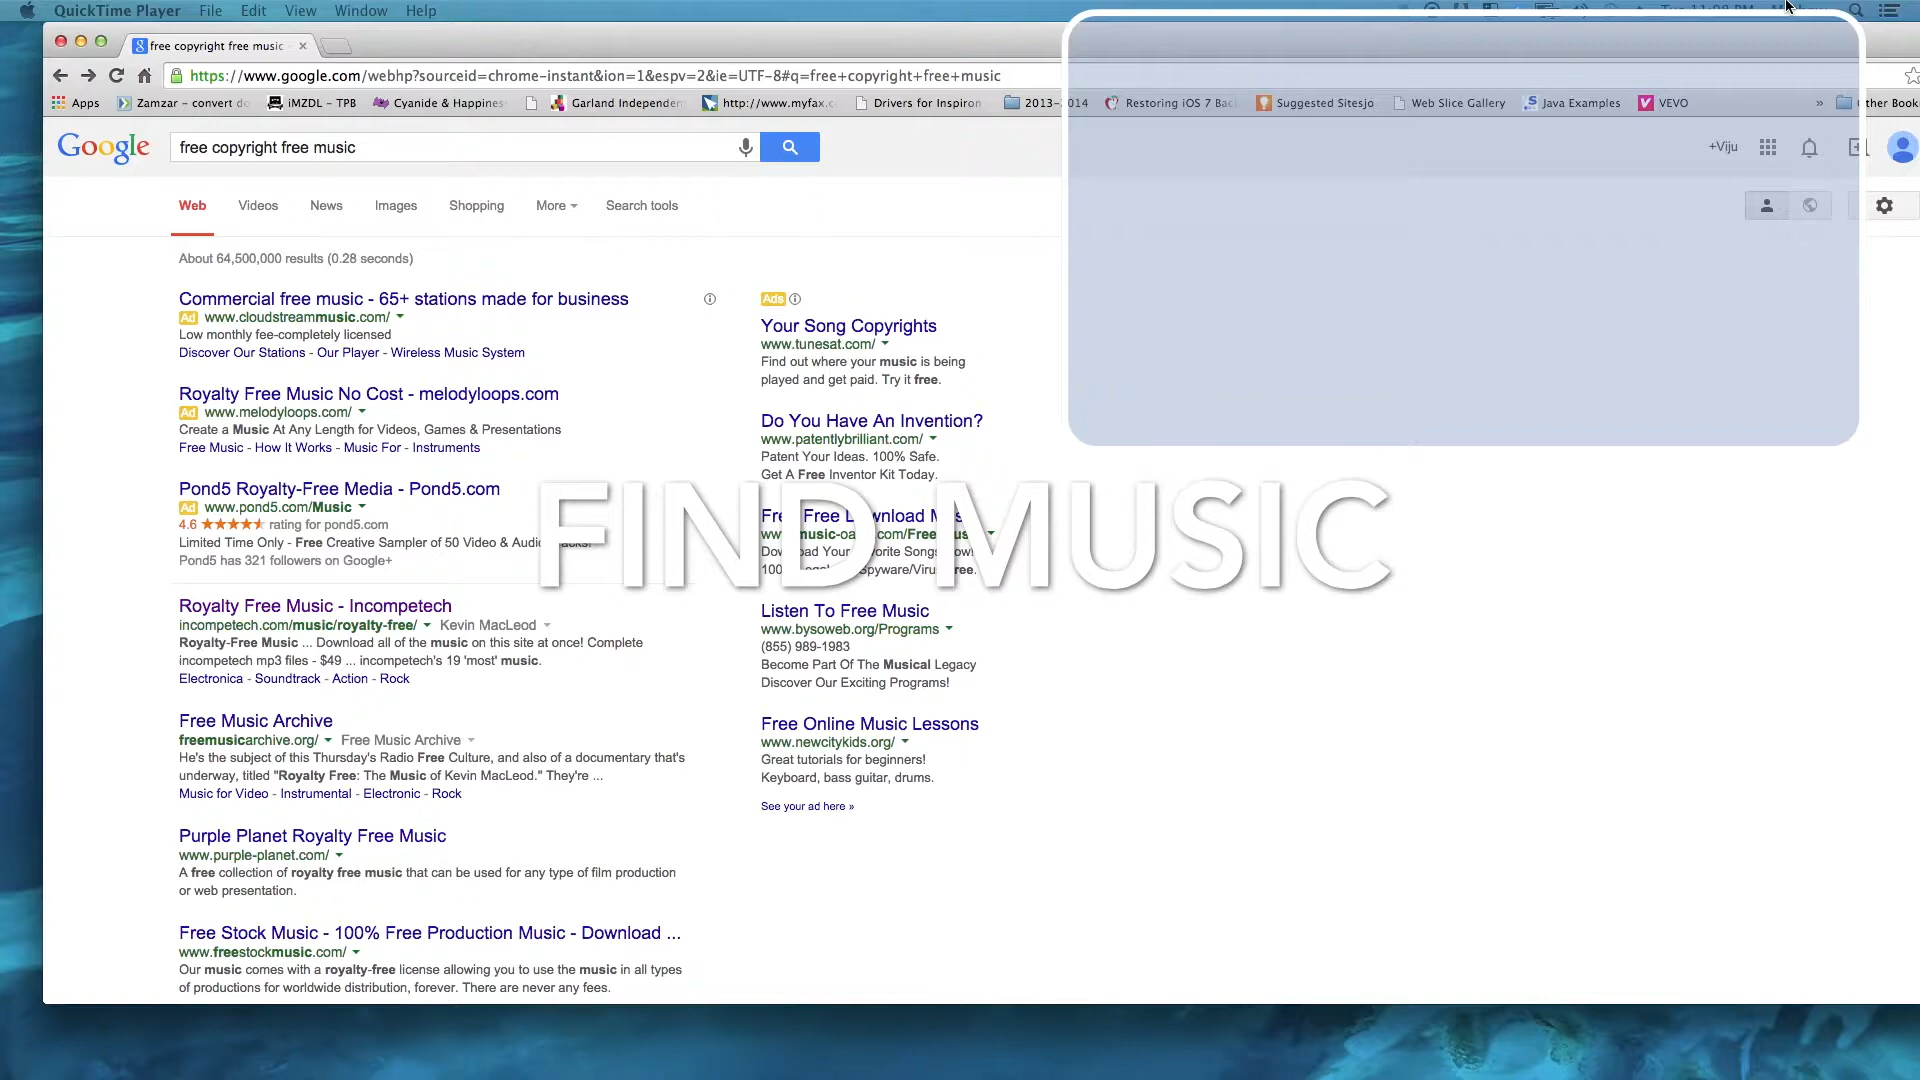 QuickTime Player File Edit View Window Help
free copyright free music
https://www.google.com/webhp?sourceid=chrome-instant&ion=1&espv=2&ie=UTF-8#q=free+copyright+free+music
Apps Zamzar - convert do iMZDL - TPB Cyanide & Happines Garland Independen http://www.myfax.c Drivers for Inspiron 2013-2014 Restoring iOS 7 Bac Suggested Sitesjo Web Slice Gallery Java Examples VEVO » Other Book
Google free copyright free music +Viju
Web Videos News Images Shopping More Search tools
About 64,500,000 results (0.28 seconds)
Commercial free music - 65+ stations made for business
Ad www.cloudstreammusic.com/
Low monthly fee-completely licensed
Discover Our Stations - Our Player - Wireless Music System
Royalty Free Music No Cost - melodyloops.com
Ad www.melodyloops.com/
Create a Music At Any Length for Videos, Games & Presentations
Free Music - How It Works - Music For - Instruments
Pond5 Royalty-Free Media - Pond5.com
Ad www.pond5.com/Music
4.6 ★★★★★ rating for pond5.com
Limited Time Only - Free Creative Sampler of 50 Video & Audio
Pond5 has 321 followers on Google+
Royalty Free Music - Incompetech
incompetech.com/music/royalty-free/ Kevin MacLeod
Royalty-Free Music ... Download all of the music on this site at once! Complete
incompetech mp3 files - $49 ... incompetech's 19 'most' music.
Electronica - Soundtrack - Action - Rock
Free Music Archive
freemusicarchive.org/ Free Music Archive
He's the subject of this Thursday's Radio Free Culture, and also of a documentary that's
underway, titled "Royalty Free: The Music of Kevin MacLeod." They're ...
Music for Video - Instrumental - Electronic - Rock
Purple Planet Royalty Free Music
www.purple-planet.com/
A free collection of royalty free music that can be used for any type of film production
or web presentation.
Free Stock Music - 100% Free Production Music - Download ...
www.freestockmusic.com/
Our music comes with a royalty-free license allowing you to use the music in all types
of productions for worldwide distribution, forever. There are never any fees.
Ads
Your Song Copyrights
www.tunesat.com/
Find out where your music is being
played and get paid. Try it free.
Do You Have An Invention?
www.patentlybrilliant.com/
Patent Your Ideas. 100% Safe.
Get A Free Inventor Kit Today.
FIND MUSIC
Listen To Free Music
www.bysoweb.org/Programs
(855) 989-1983
Become Part Of The Musical Legacy
Discover Our Exciting Programs!
Free Online Music Lessons
www.newcitykids.org/
Great tutorials for beginners!
Keyboard, bass guitar, drums.
See your ad here »